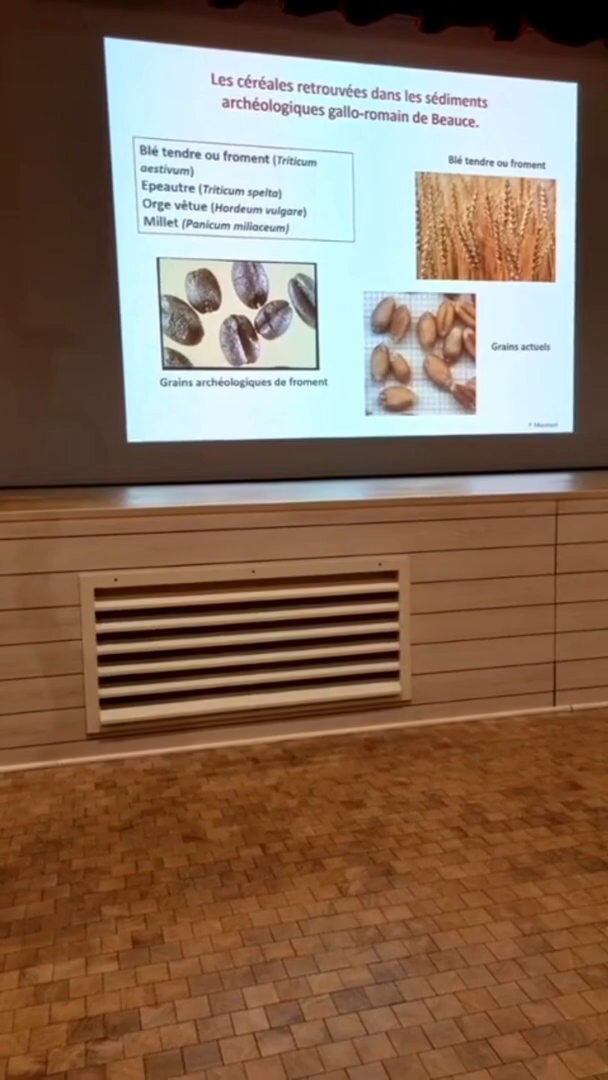 Les céréales retrouvées dans les sédiments
archéologiques gallo-romain de Beauce.
Blé tendre ou froment (Triticum
aestivum)
Epeautre (Triticum spelta)
Orge vêtue (Hordeum vulgare)
Millet (Panicum miliaceum)
Blé tendre ou froment
Grains actuels
Grains archéologiques de froment